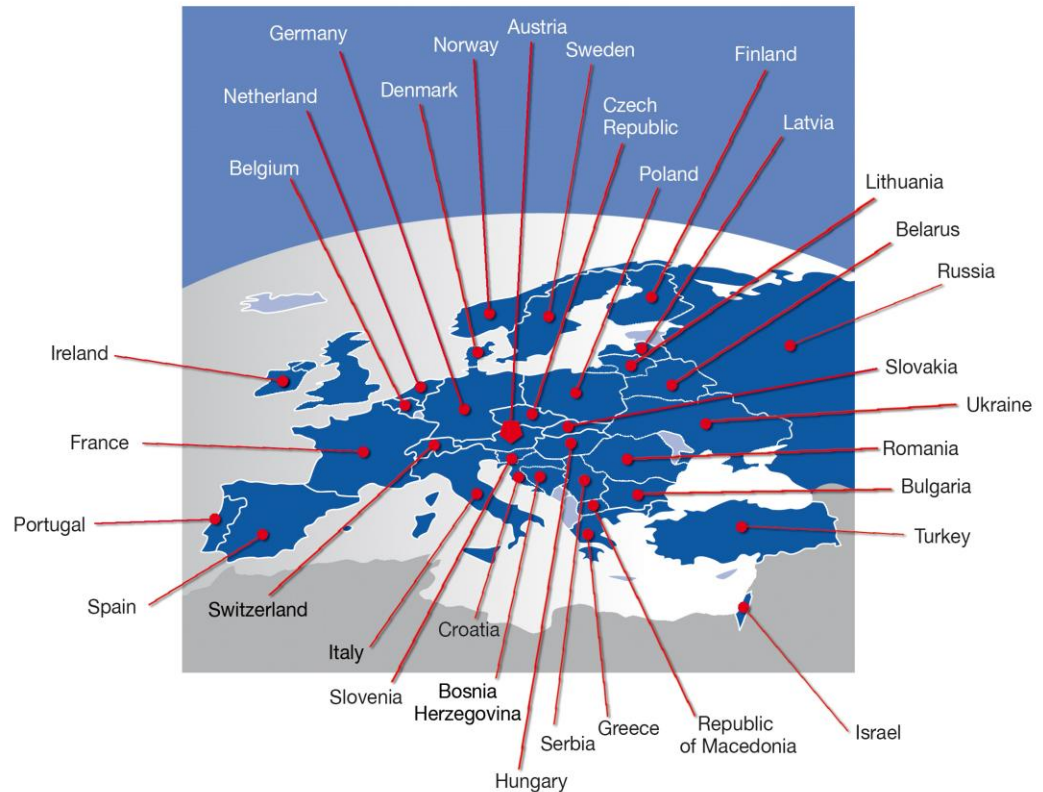 Austria
Germany
Norway
Sweden
Finland
Denmark
Netherland
Czech
Republic
Latvia
Belgium
Poland
Lithuania
Belarus
Russia
Ireland
Slovakia
Ukraine
France
Romania
Bulgaria
Portugal
Turkey
Spain
Switzerland
Croatia
Italy
Slovenia
Bosnia
Herzegovina
Greece
Republic
of Macedonia
Israel
Serbia
Hungary